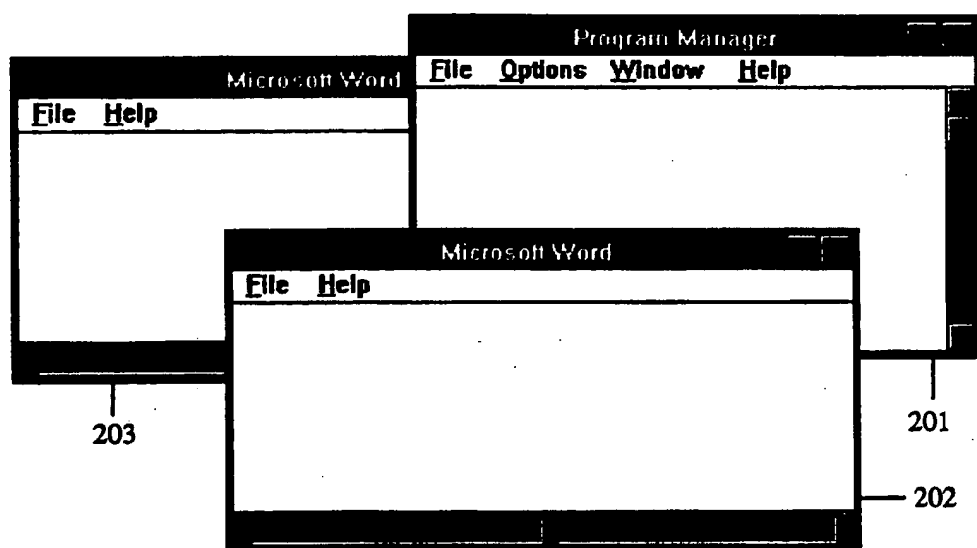 Program Manager
File Options Window Help
Microsoft Word
File Help
Microsoft Word
File Help
203
201
202